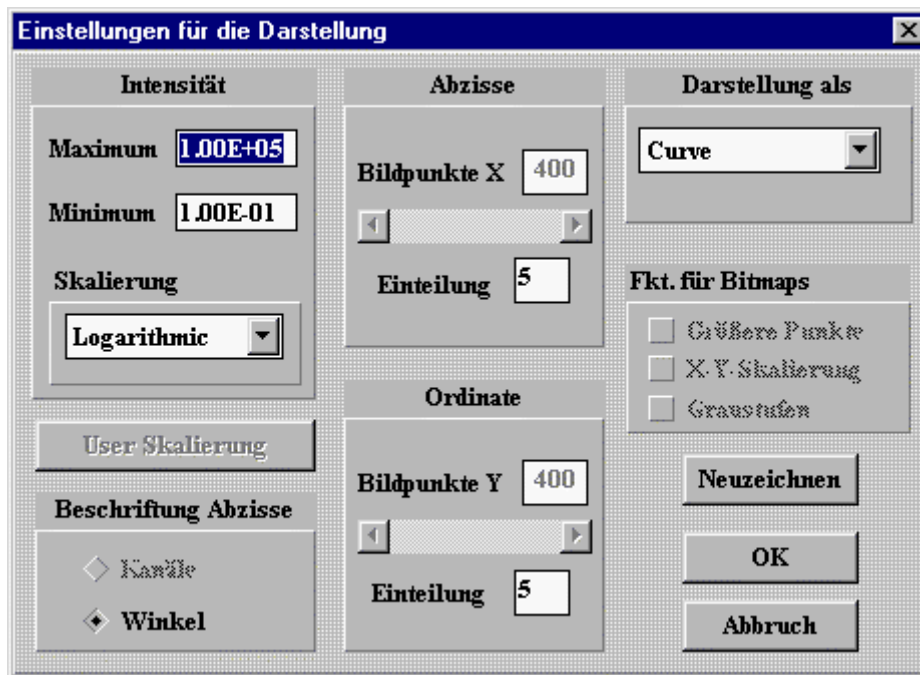 Einstellungen für die Darstellung
Intensität
Maximum 1.00E+05
Minimum 1.00E-01
Skalierung
Logarithmic
User Skalierung
Beschriftung Abzisse
Kanäle
Winkel
Abzisse
Bildpunkte X 400
Einteilung 5
Ordinate
Bildpunkte Y 400
Einteilung 5
Darstellung als
Curve
Fkt. für Bitmaps
Größere Punkte
X-Y-Skalierung
Graustufen
Neuzeichnen
OK
Abbruch